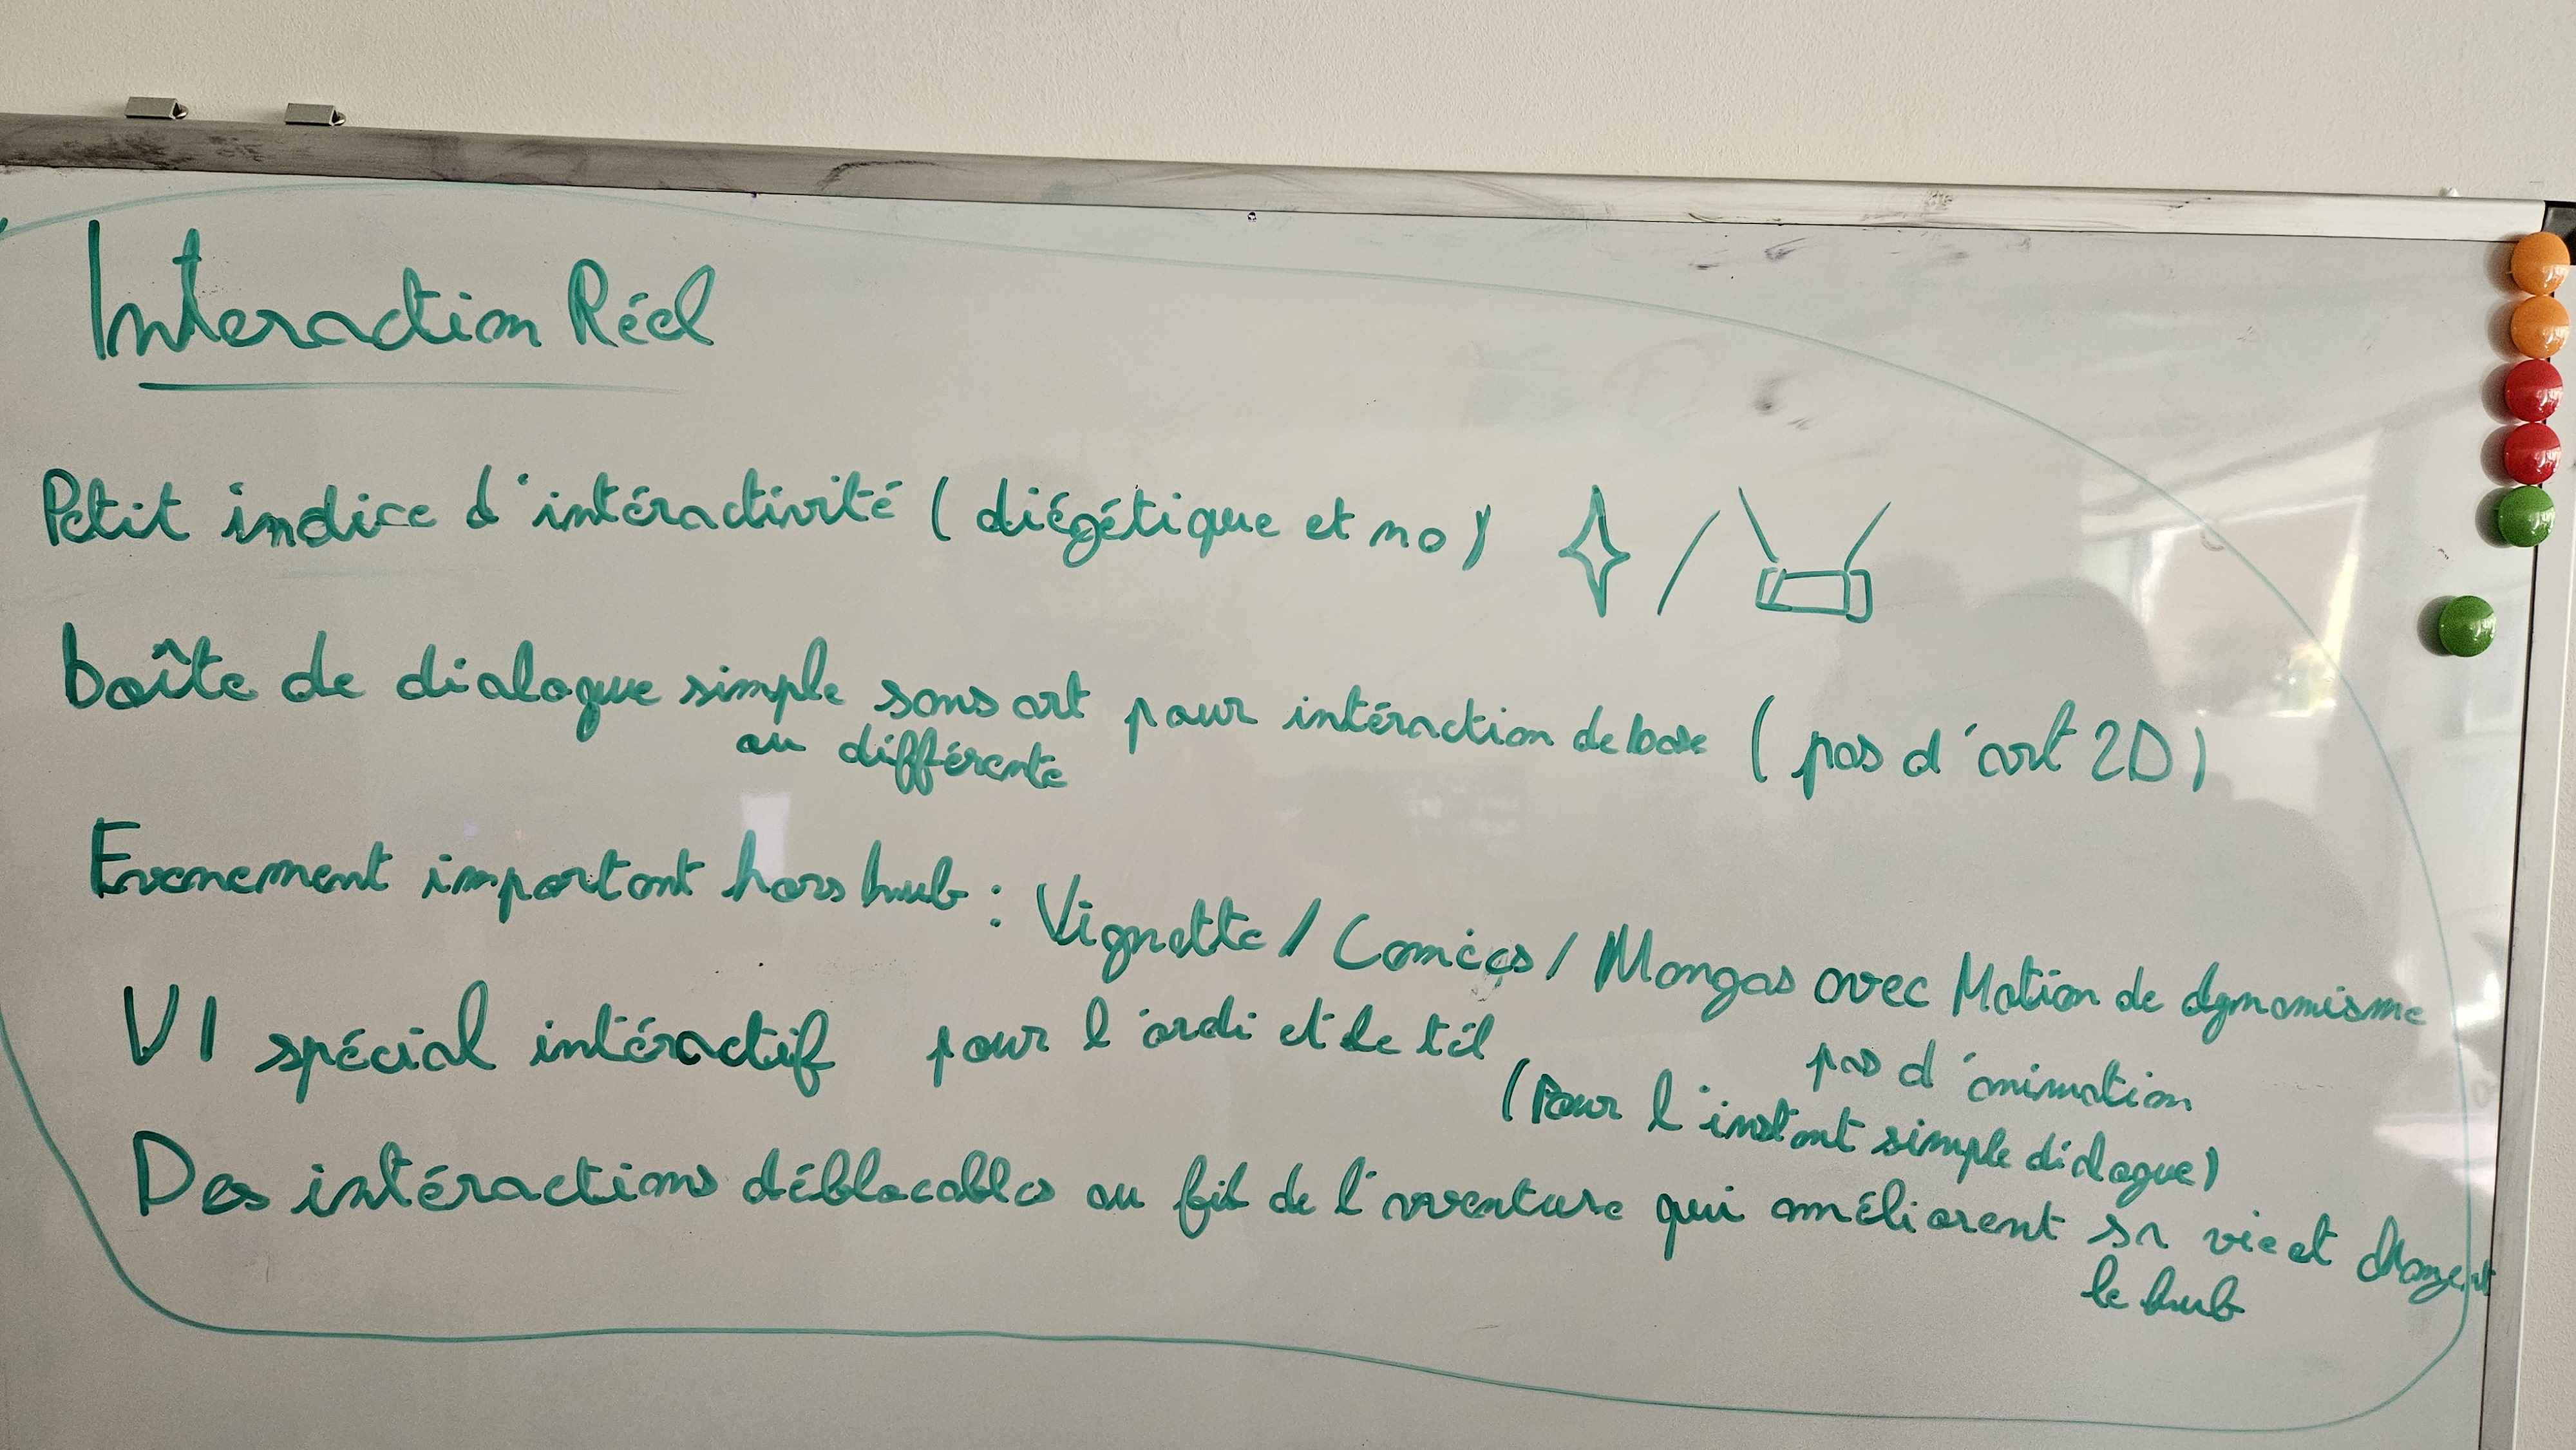 Interaction Réel
Petit indice d'intéractivité (diégétique et no)
boîte de dialogue simple sans art pour intéraction de base (pas d'art 2D)
ou différente
Evenement important hors hub : Vignette / Comics / Mangas avec Motion de dynamisme
pas d'animation
UI spécial intéractif pour l'ordi et le tél
(Pour l'instant simple dialogue)
Des intéractions déblocables au fil de l'aventure qui améliorent sa vie et changent
le hub